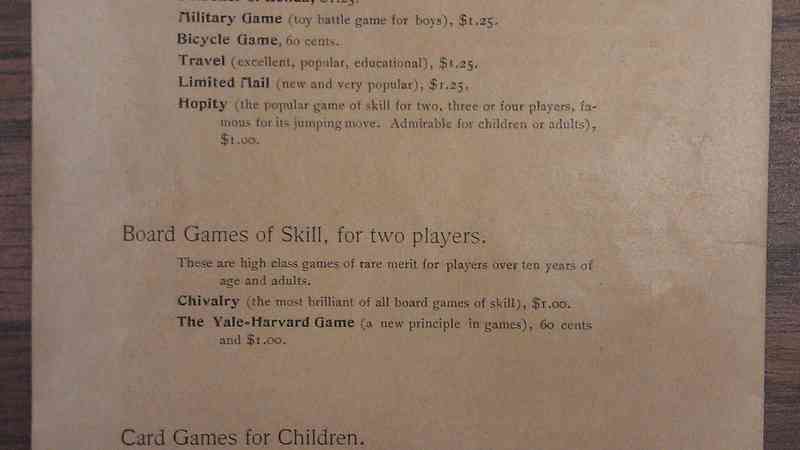 $1.25.
Military Game (toy battle game for boys), $1.25.
Bicycle Game, 60 cents.
Travel (excellent, popular, educational), $1.25.
Limited Mail (new and very popular), $1.25.
Hopity (the popular game of skill for two, three or four players, fa-
mous for its jumping move. Admirable for children or adults),
$1.00.
Board Games of Skill, for two players.
These are high class games of rare merit for players over ten years of
age and adults.
Chivalry (the most brilliant of all board games of skill), $1.00.
The Yale-Harvard Game (a new principle in games), 60 cents
and $1.00.
Card Games for Children.